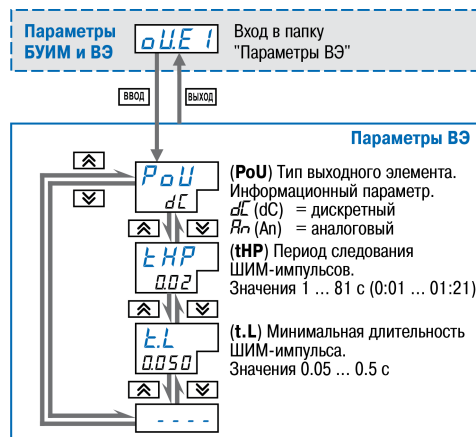 Параметры
БУИМ и ВЭ
oU.E 1
Вход в папку
"Параметры ВЭ"
ВВОД
ВЫХОД
Параметры ВЭ
PoU
dC
(PoU) Тип выходного элемента.
Информационный параметр.
dC (dC) = дискретный
An (An) = аналоговый
tHP
0.02
(tHP) Период следования
ШИМ-импульсов.
Значения 1 ... 81 с (0:01 ... 01:21)
t.L
0.050
(t.L) Минимальная длительность
ШИМ-импульса.
Значения 0.05 ... 0.5 с
- - - -